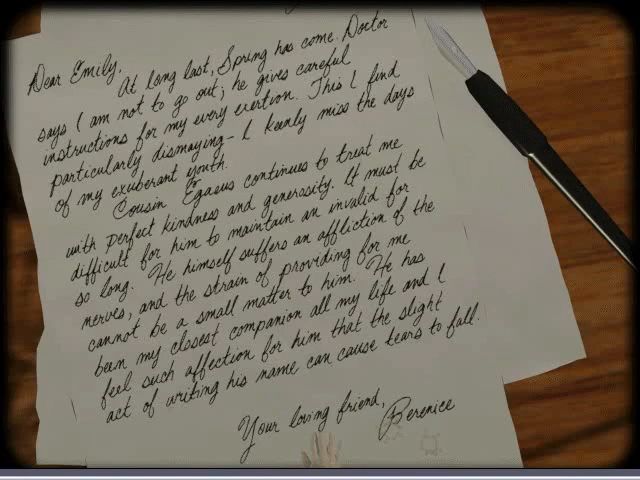 Dear Emily,
At long last, Spring has come. Doctor
says I am not to go out; he gives careful
instructions for my every exertion. This I find
particularly dismaying – I keenly miss the days
of my exuberant youth.
Cousin Egaeus continues to treat me
with perfect kindness and generosity. It must be
difficult for him to maintain an invalid for
so long. He himself suffers an affliction of the
nerves, and the strain of providing for me
cannot be a small matter to him. He has
been my closest companion all my life and I
feel such affection for him that the slight
act of writing his name can cause tears to fall.
Your loving friend,
Berenice